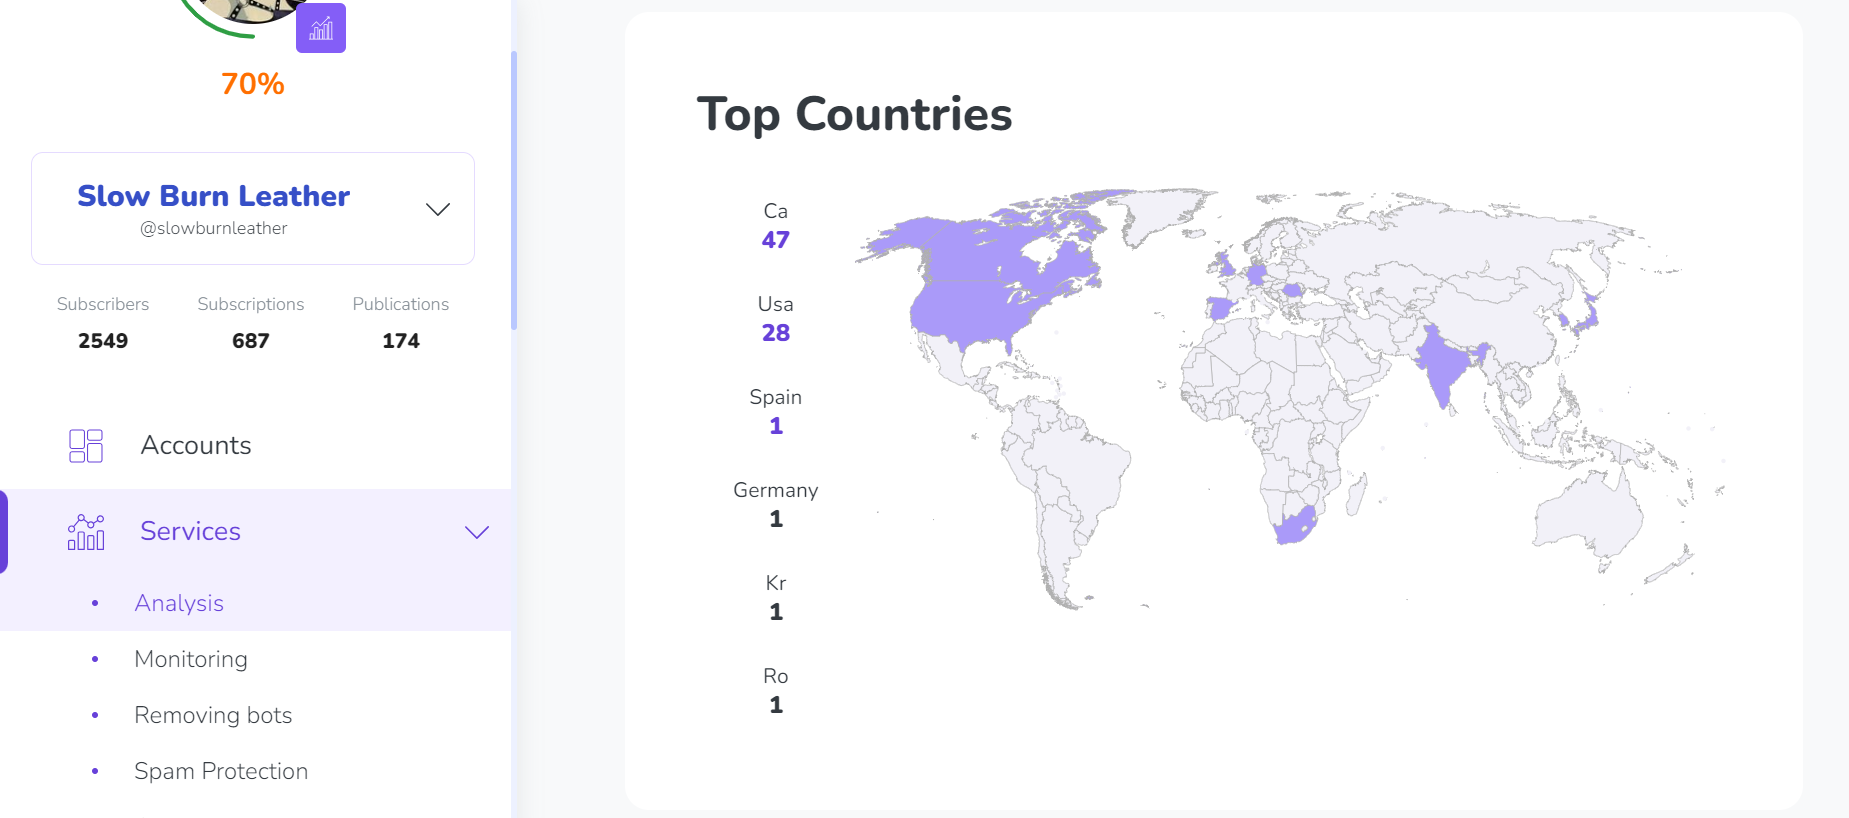 70%
Slow Burn Leather
@slowburnleather
Subscribers Subscriptions Publications
2549 687 174
Accounts
Services
Analysis
Monitoring
Removing bots
Spam Protection
Top Countries
Ca
47
Usa
28
Spain
1
Germany
1
Kr
1
Ro
1